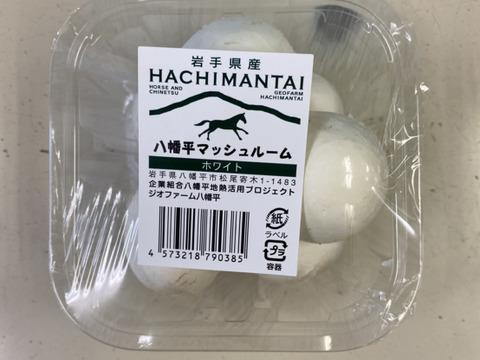 岩手県産
HACHIMANTAI
HORSE AND
CHINETSU
GEOFARM
HACHIMANTAI
八幡平マッシュルーム
ホワイト
岩手県八幡平市松尾寄木1-1483
企業組合八幡平地熱活用プロジェクト
ジオファーム八幡平
4 573218 790385
紙
ラベル
プラ
容器